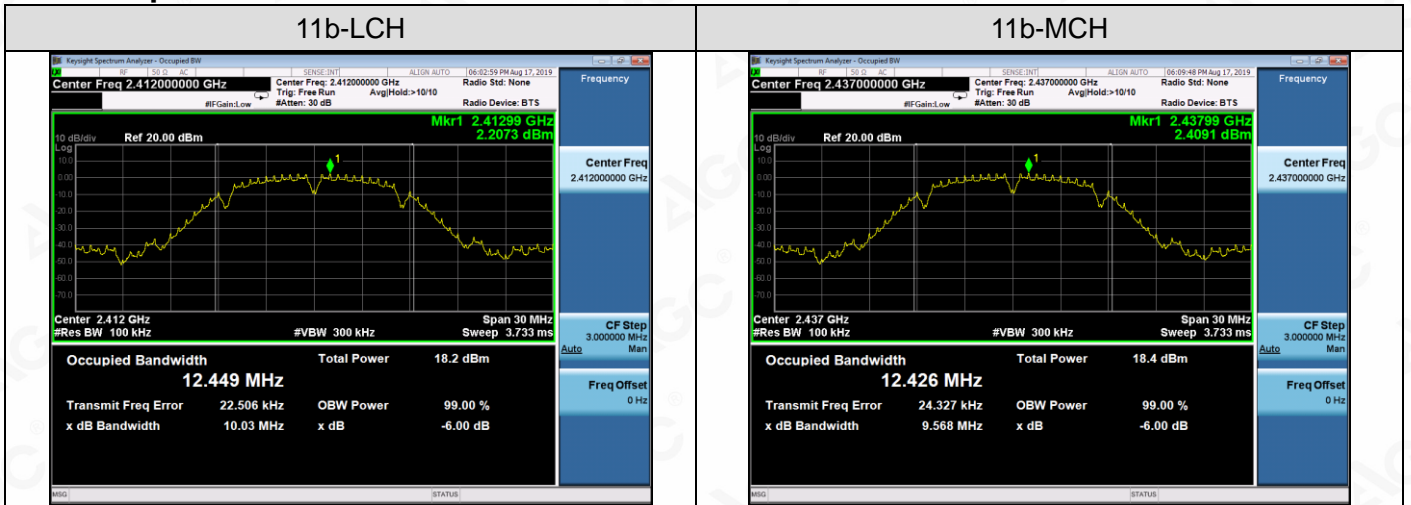 11b-LCH
11b-MCH
Keysight Spectrum Analyzer - Occupied BW
RF 50 Ω AC SENSE:INT ALIGN AUTO 06:02:59 PM Aug 17, 2019
Center Freq 2.412000000 GHz
Center Freq: 2.412000000 GHz
Radio Std: None
Trig: Free Run Avg|Hold:>10/10
#IFGain:Low #Atten: 30 dB
Radio Device: BTS
Mkr1 2.41299 GHz
2.2073 dBm
10 dB/div Ref 20.00 dBm
Log
10.0
0.00
-10.0
-20.0
-30.0
-40.0
-50.0
-60.0
-70.0
1
Center 2.412 GHz
Span 30 MHz
#Res BW 100 kHz #VBW 300 kHz Sweep 3.733 ms
Occupied Bandwidth Total Power 18.2 dBm
12.449 MHz
Transmit Freq Error 22.506 kHz OBW Power 99.00 %
x dB Bandwidth 10.03 MHz x dB -6.00 dB
MSG STATUS
Frequency
Center Freq
2.412000000 GHz
CF Step
3.000000 MHz
Auto Man
Freq Offset
0 Hz
Keysight Spectrum Analyzer - Occupied BW
RF 50 Ω AC SENSE:INT ALIGN AUTO 06:09:48 PM Aug 17, 2019
Center Freq 2.437000000 GHz
Center Freq: 2.437000000 GHz
Radio Std: None
Trig: Free Run Avg|Hold:>10/10
#IFGain:Low #Atten: 30 dB
Radio Device: BTS
Mkr1 2.43799 GHz
2.4091 dBm
10 dB/div Ref 20.00 dBm
Log
10.0
0.00
-10.0
-20.0
-30.0
-40.0
-50.0
-60.0
-70.0
1
Center 2.437 GHz
Span 30 MHz
#Res BW 100 kHz #VBW 300 kHz Sweep 3.733 ms
Occupied Bandwidth Total Power 18.4 dBm
12.426 MHz
Transmit Freq Error 24.327 kHz OBW Power 99.00 %
x dB Bandwidth 9.568 MHz x dB -6.00 dB
MSG STATUS
Frequency
Center Freq
2.437000000 GHz
CF Step
3.000000 MHz
Auto Man
Freq Offset
0 Hz